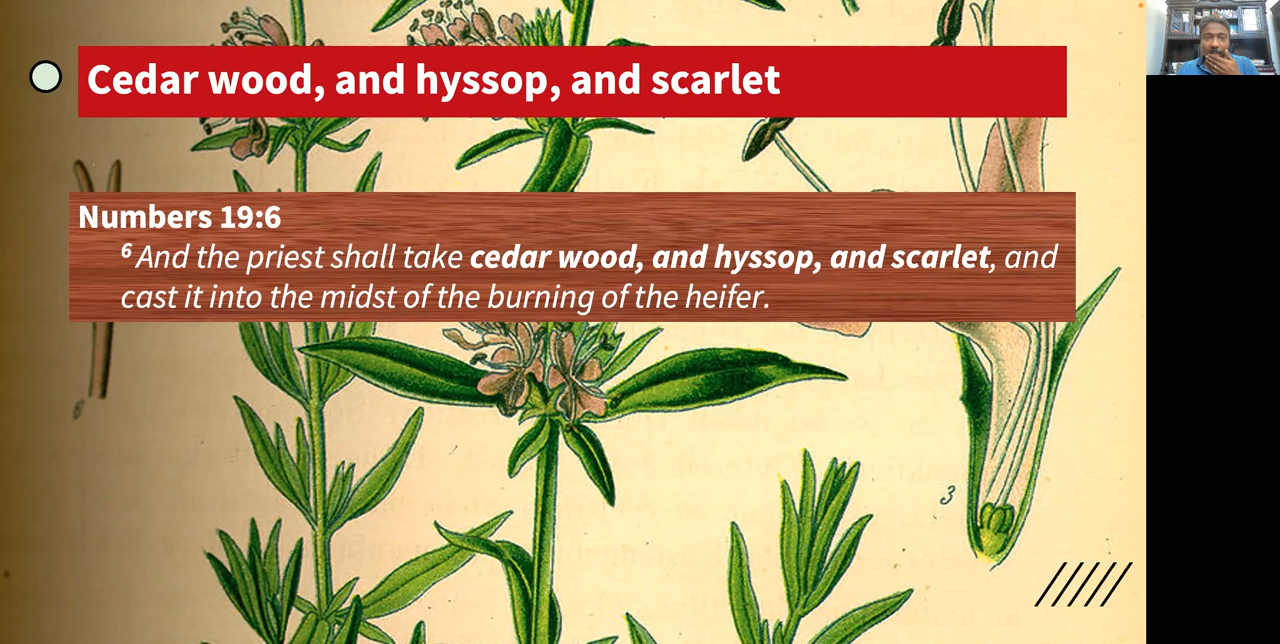 Cedar wood, and hyssop, and scarlet
Numbers 19:6
6 And the priest shall take cedar wood, and hyssop, and scarlet, and
cast it into the midst of the burning of the heifer.
3